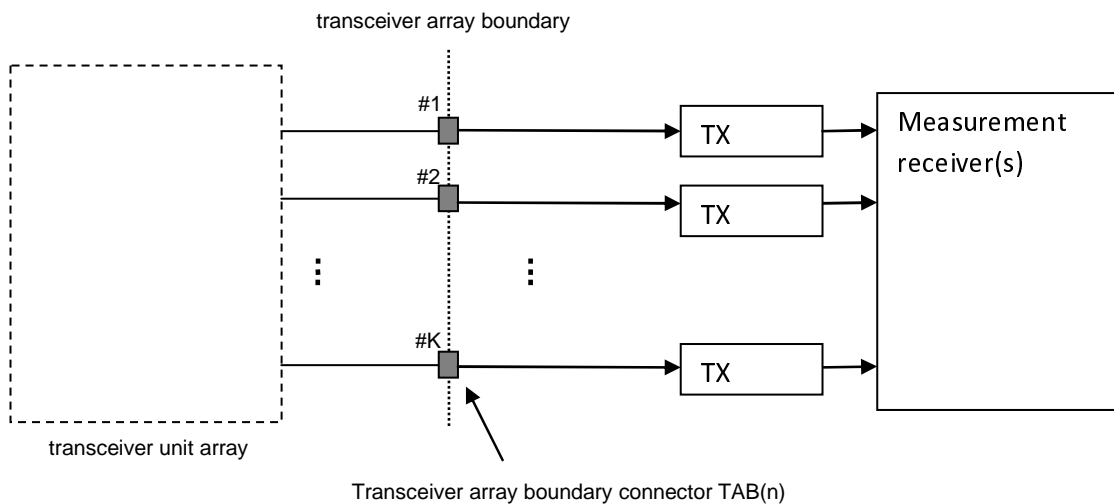 transceiver array boundary
#1
TX
Measurement
receiver(s)
#2
TX
#K
TX
transceiver unit array
Transceiver array boundary connector TAB(n)